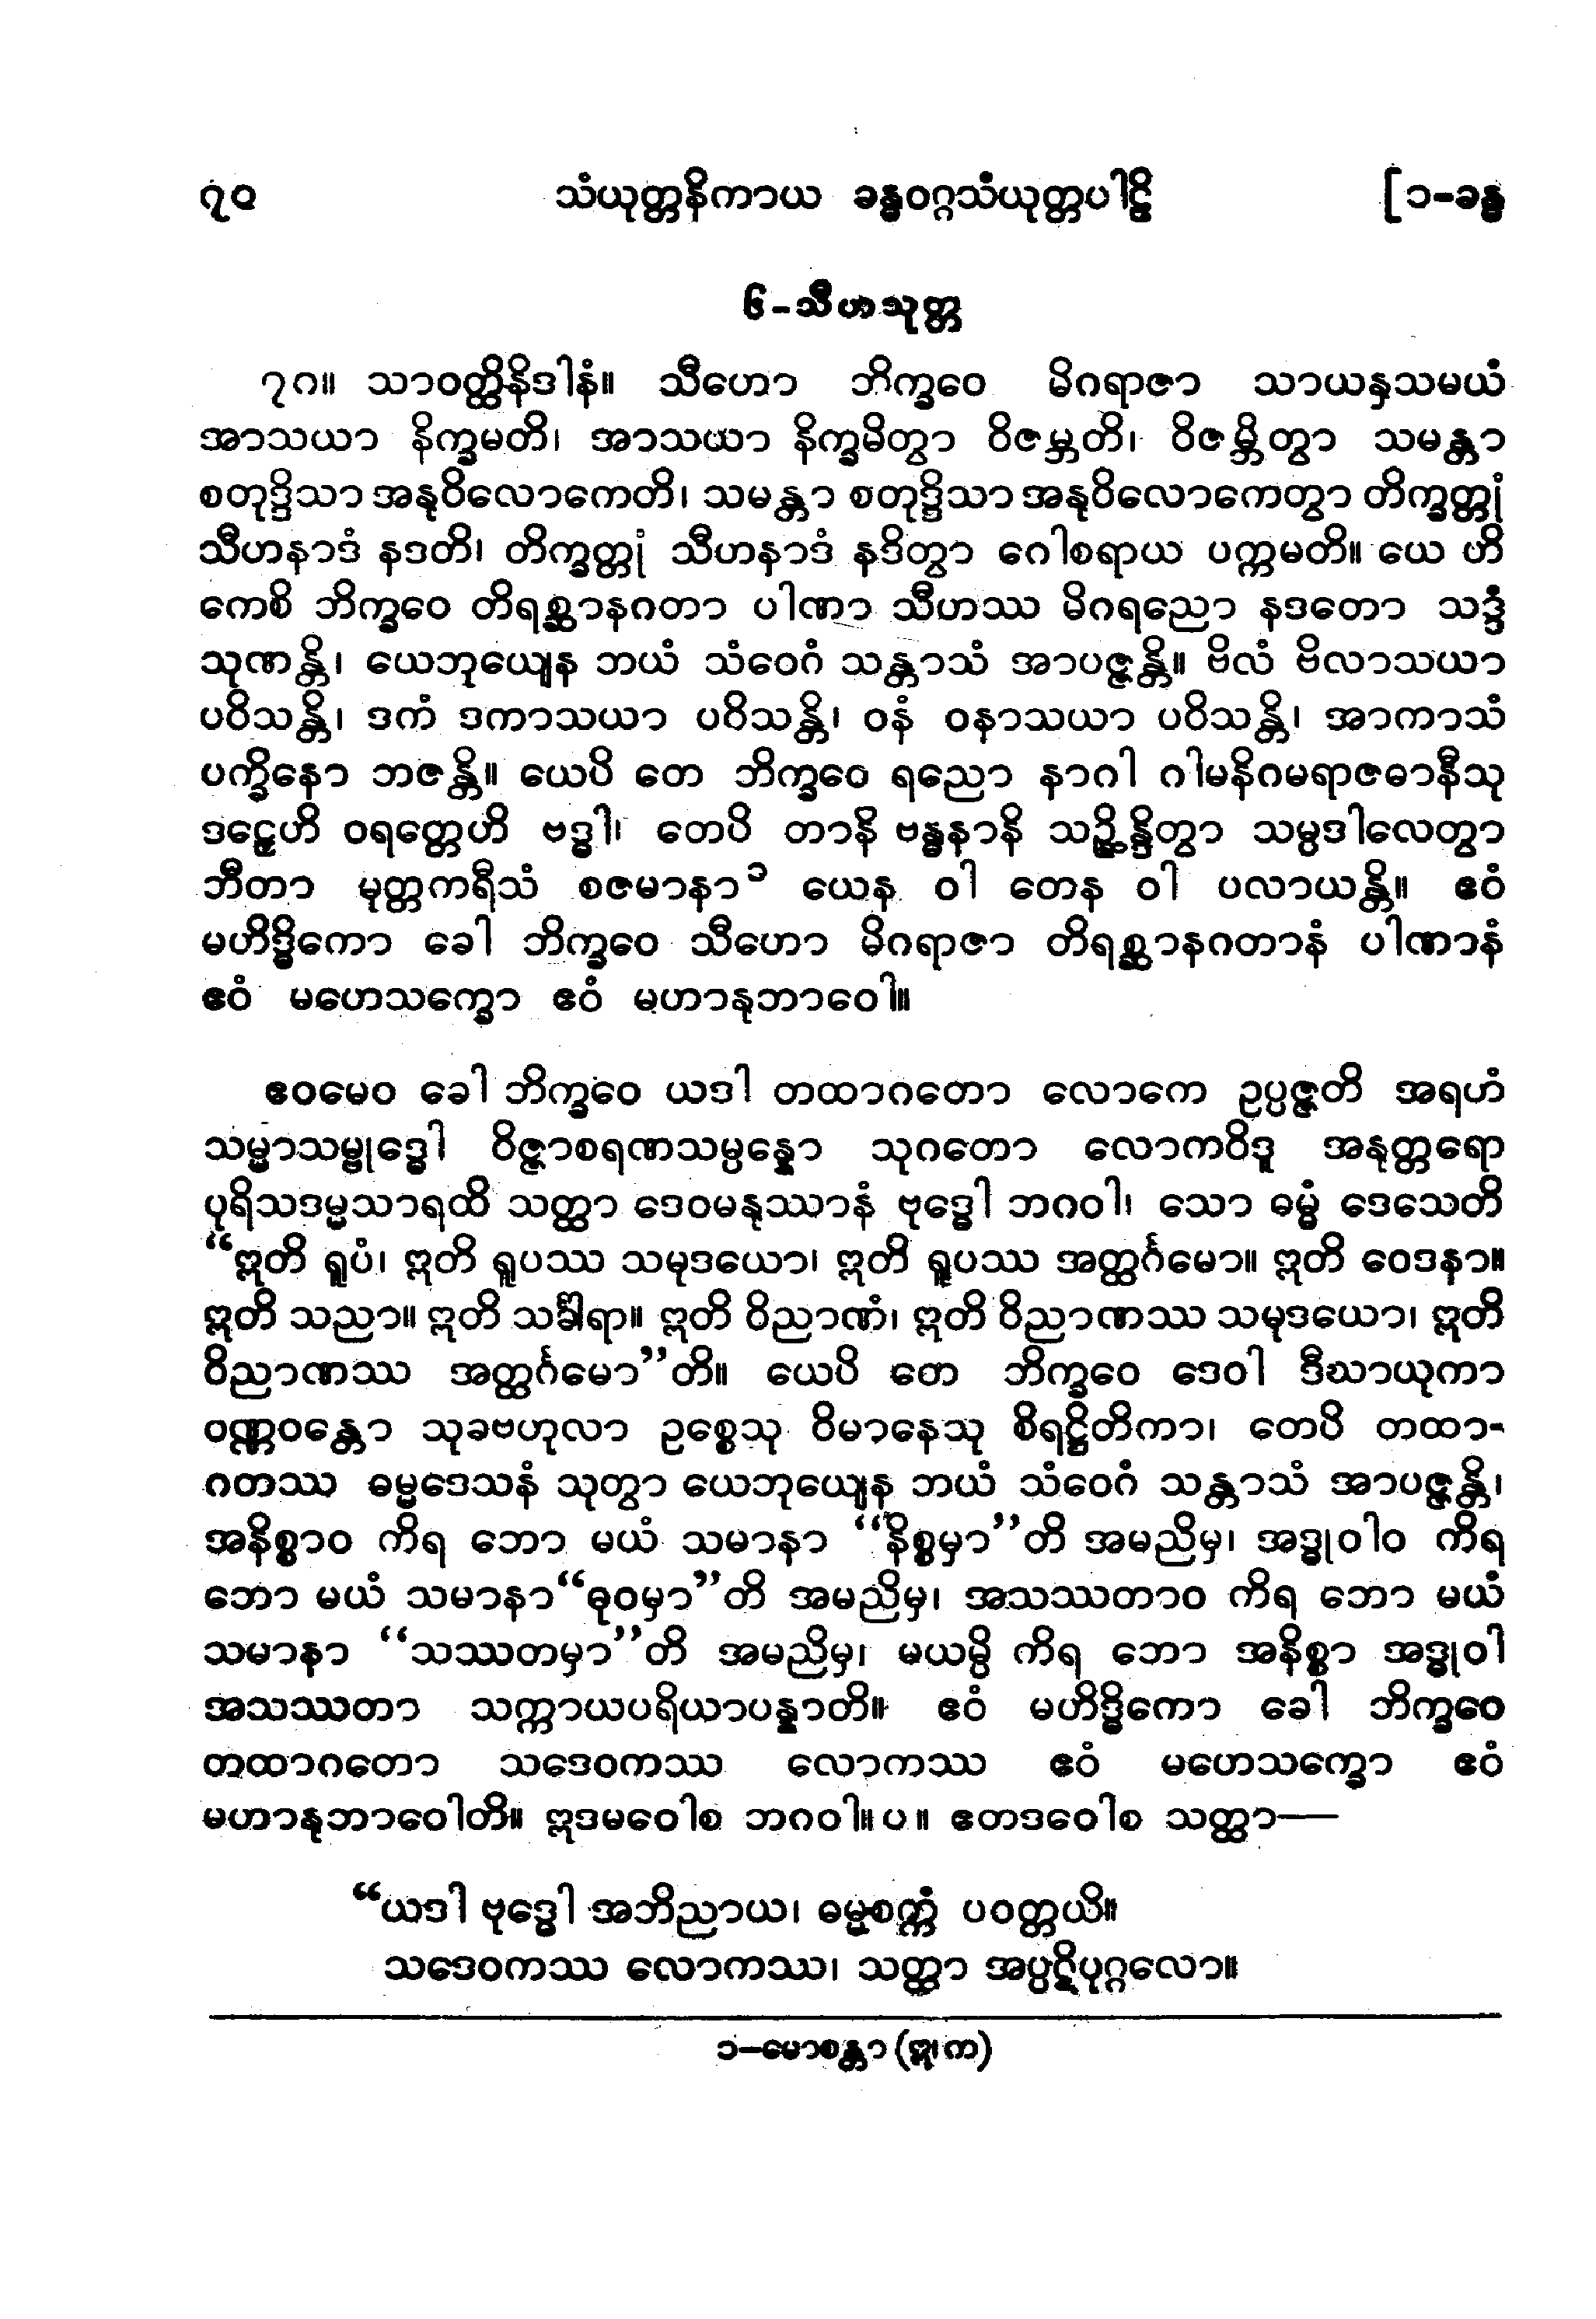 ၇၀ သံယုတ္တနိကာယ ခန္ဓဝဂ္ဂသံယုတ္တပါဠိ [၁-ခန္ဓ
၆-သီဟသုတ္တ
၇၈။ သာဝတ္ထိနိဒါနံ။ သီဟော ဘိက္ခဝေ မိဂရာဇာ သာယနှသမယံ
အာသယာ နိက္ခမတိ၊ အာသယာ နိက္ခမိတွာ ဝိဇမ္ဘတိ၊ ဝိဇမ္ဘိတွာ သမန္တာ
စတုဒ္ဒိသာ အနုဝိလောကေတိ၊ သမန္တာ စတုဒ္ဒိသာ အနုဝိလောကေတွာ တိက္ခတ္တုံ
သီဟနာဒံ နဒတိ၊ တိက္ခတ္တုံ သီဟနာဒံ နဒိတွာ ဂေါစရာယ ပက္ကမတိ။ ယေ ဟိ
ကေစိ ဘိက္ခဝေ တိရစ္ဆာနဂတာ ပါဏာ သီဟဿ မိဂရညော နဒတော သဒ္ဒံ
သုဏန္တိ၊ ယေဘုယျေန ဘယံ သံဝေဂံ သန္တာသံ အာပဇ္ဇန္တိ။ ဗိလံ ဗိလာသယာ
ပဝိသန္တိ၊ ဒကံ ဒကာသယာ ပဝိသန္တိ၊ ဝနံ ဝနာသယာ ပဝိသန္တိ၊ အာကာသံ
ပက္ခိနော ဘဇန္တိ။ ယေပိ တေ ဘိက္ခဝေ ရညော နာဂါ ဂါမနိဂမရာဇဓာနီသု
ဒဠှေဟိ ဝရတ္တေဟိ ဗဒ္ဓါ၊ တေပိ တာနိ ဗန္ဓနာနိ သဉ္ဆိန္ဒိတွာ သမ္ပဒါလေတွာ
ဘီတာ မုတ္တကရီသံ စဇမာနာ၁ ယေန ဝါ တေန ဝါ ပလာယန္တိ။ ဧဝံ
မဟိဒ္ဓိကော ခေါ ဘိက္ခဝေ သီဟော မိဂရာဇာ တိရစ္ဆာနဂတာနံ ပါဏာနံ
ဧဝံ မဟေသက္ခော ဧဝံ မဟာနုဘာဝေါ။
ဧဝမေဝ ခေါ ဘိက္ခဝေ ယဒါ တထာဂတော လောကေ ဥပ္ပဇ္ဇတိ အရဟံ
သမ္မာသမ္ဗုဒ္ဓေါ ဝိဇ္ဇာစရဏသမ္ပန္နော သုဂတော လောကဝိဒူ အနုတ္တရော
ပုရိသဒမ္မသာရထိ သတ္ထာ ဒေဝမနုဿာနံ ဗုဒ္ဓေါ ဘဂဝါ၊ သော ဓမ္မံ ဒေသေတိ
“ဣတိ ရူပံ၊ ဣတိ ရူပဿ သမုဒယော၊ ဣတိ ရူပဿ အတ္ထင်္ဂမော။ ဣတိ ဝေဒနာ။
ဣတိ သညာ။ ဣတိ သင်္ခါရာ။ ဣတိ ဝိညာဏံ၊ ဣတိ ဝိညာဏဿ သမုဒယော၊ ဣတိ
ဝိညာဏဿ အတ္ထင်္ဂမော”တိ။ ယေပိ တေ ဘိက္ခဝေ ဒေဝါ ဒီဃာယုကာ
ဝဏ္ဏဝန္တော သုခဗဟုလာ ဥစ္စေသု ဝိမာနေသု စိရဋ္ဌိတိကာ၊ တေပိ တထာ-
ဂတဿ ဓမ္မဒေသနံ သုတွာ ယေဘုယျေန ဘယံ သံဝေဂံ သန္တာသံ အာပဇ္ဇန္တိ၊
အနိစ္စာဝ ကိရ ဘော မယံ သမာနာ “နိစ္စမှာ”တိ အမညိမှ၊ အဒ္ဓုဝါဝ ကိရ
ဘော မယံ သမာနာ“ဓုဝမှာ”တိ အမညိမှ၊ အသဿတာဝ ကိရ ဘော မယံ
သမာနာ “သဿတမှာ”တိ အမညိမှ၊ မယမ္ပိ ကိရ ဘော အနိစ္စာ အဒ္ဓုဝါ
အသဿတာ သက္ကာယပရိယာပန္နာတိ။ ဧဝံ မဟိဒ္ဓိကော ခေါ ဘိက္ခဝေ
တထာဂတော သဒေဝကဿ လောကဿ ဧဝံ မဟေသက္ခော ဧဝံ
မဟာနုဘာဝေါတိ။ ဣဒမဝေါစ ဘဂဝါ။ပ။ ဧတဒဝေါစ သတ္ထာ—
“ယဒါ ဗုဒ္ဓေါ အဘိညာယ၊ ဓမ္မစက္ကံ ပဝတ္တယိ။
သဒေဝကဿ လောကဿ၊ သတ္ထာ အပ္ပဋိပုဂ္ဂလော။
၁—မောစန္တာ (ဣ၊ က)